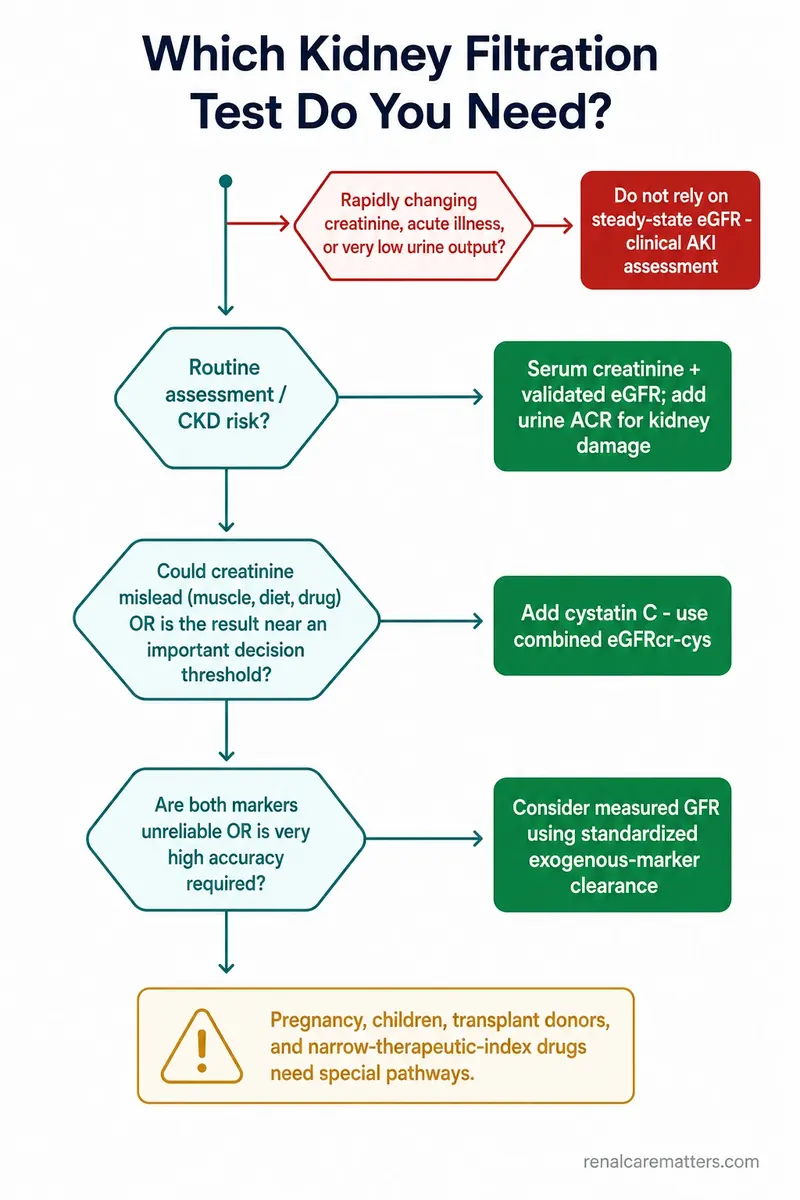 Which Kidney Filtration
Test Do You Need?
Rapidly changing
creatinine, acute illness,
or very low urine output?
Do not rely on
steady-state eGFR -
clinical AKI
assessment
Routine
assessment /
CKD risk?
Serum creatinine +
validated eGFR; add
urine ACR for kidney
damage
Could creatinine
mislead (muscle, diet, drug)
OR is the result near an
important decision
threshold?
Add cystatin C - use
combined eGFRcr-cys
Are both markers
unreliable OR is very
high accuracy
required?
Consider measured GFR
using standardized
exogenous-marker
clearance
Pregnancy, children, transplant donors,
and narrow-therapeutic-index drugs
need special pathways.
renalcarematters.com